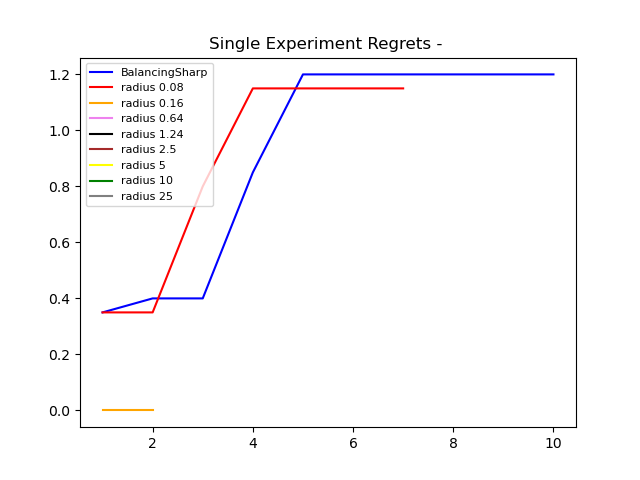 Single Experiment Regrets -
BalancingSharp
radius 0.08
radius 0.16
radius 0.64
radius 1.24
radius 2.5
radius 5
radius 10
radius 25
1.2
1.0
0.8
0.6
0.4
0.2
0.0
2 4 6 8 10